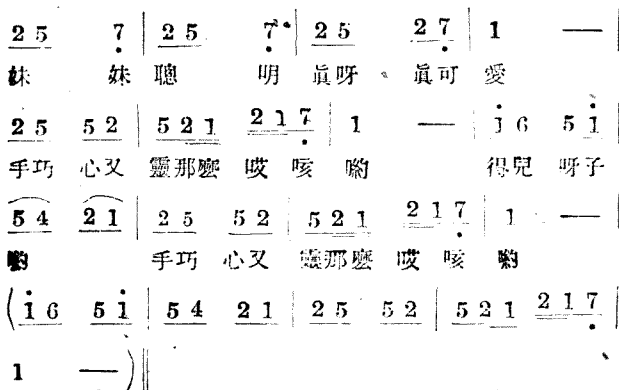 2 5 7̣ | 2 5 7̣ | 2 5 2 7̣ | 1 — |
妹 妹 聰 明 眞呀 眞可 愛
2 5 5 2 | 5 2 1 2 1 7̣ | 1 — | i̇ 6 5 i̇ |
手巧 心又 靈那麼 哎 咳 喲 得兒 呀子
5 4 2 1 | 2 5 5 2 | 5 2 1 2 1 7̣ | 1 — |
喲 手巧 心又 靈那麼 哎 咳 喲
(i̇ 6 5 i̇ | 5 4 2 1 | 2 5 5 2 | 5 2 1 2 1 7̣ |
1 — )‖